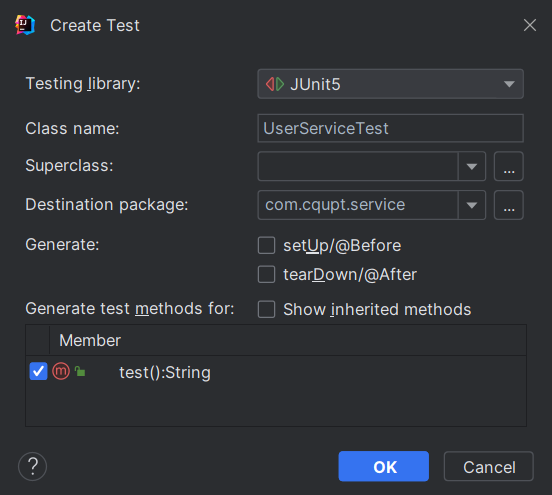 Create Test
Testing library:
JUnit5
Class name:
UserServiceTest
Superclass:
...
Destination package:
com.cqupt.service
...
Generate:
setUp/@Before
tearDown/@After
Generate test methods for:
Show inherited methods
Member
m
test():String
?
OK
Cancel